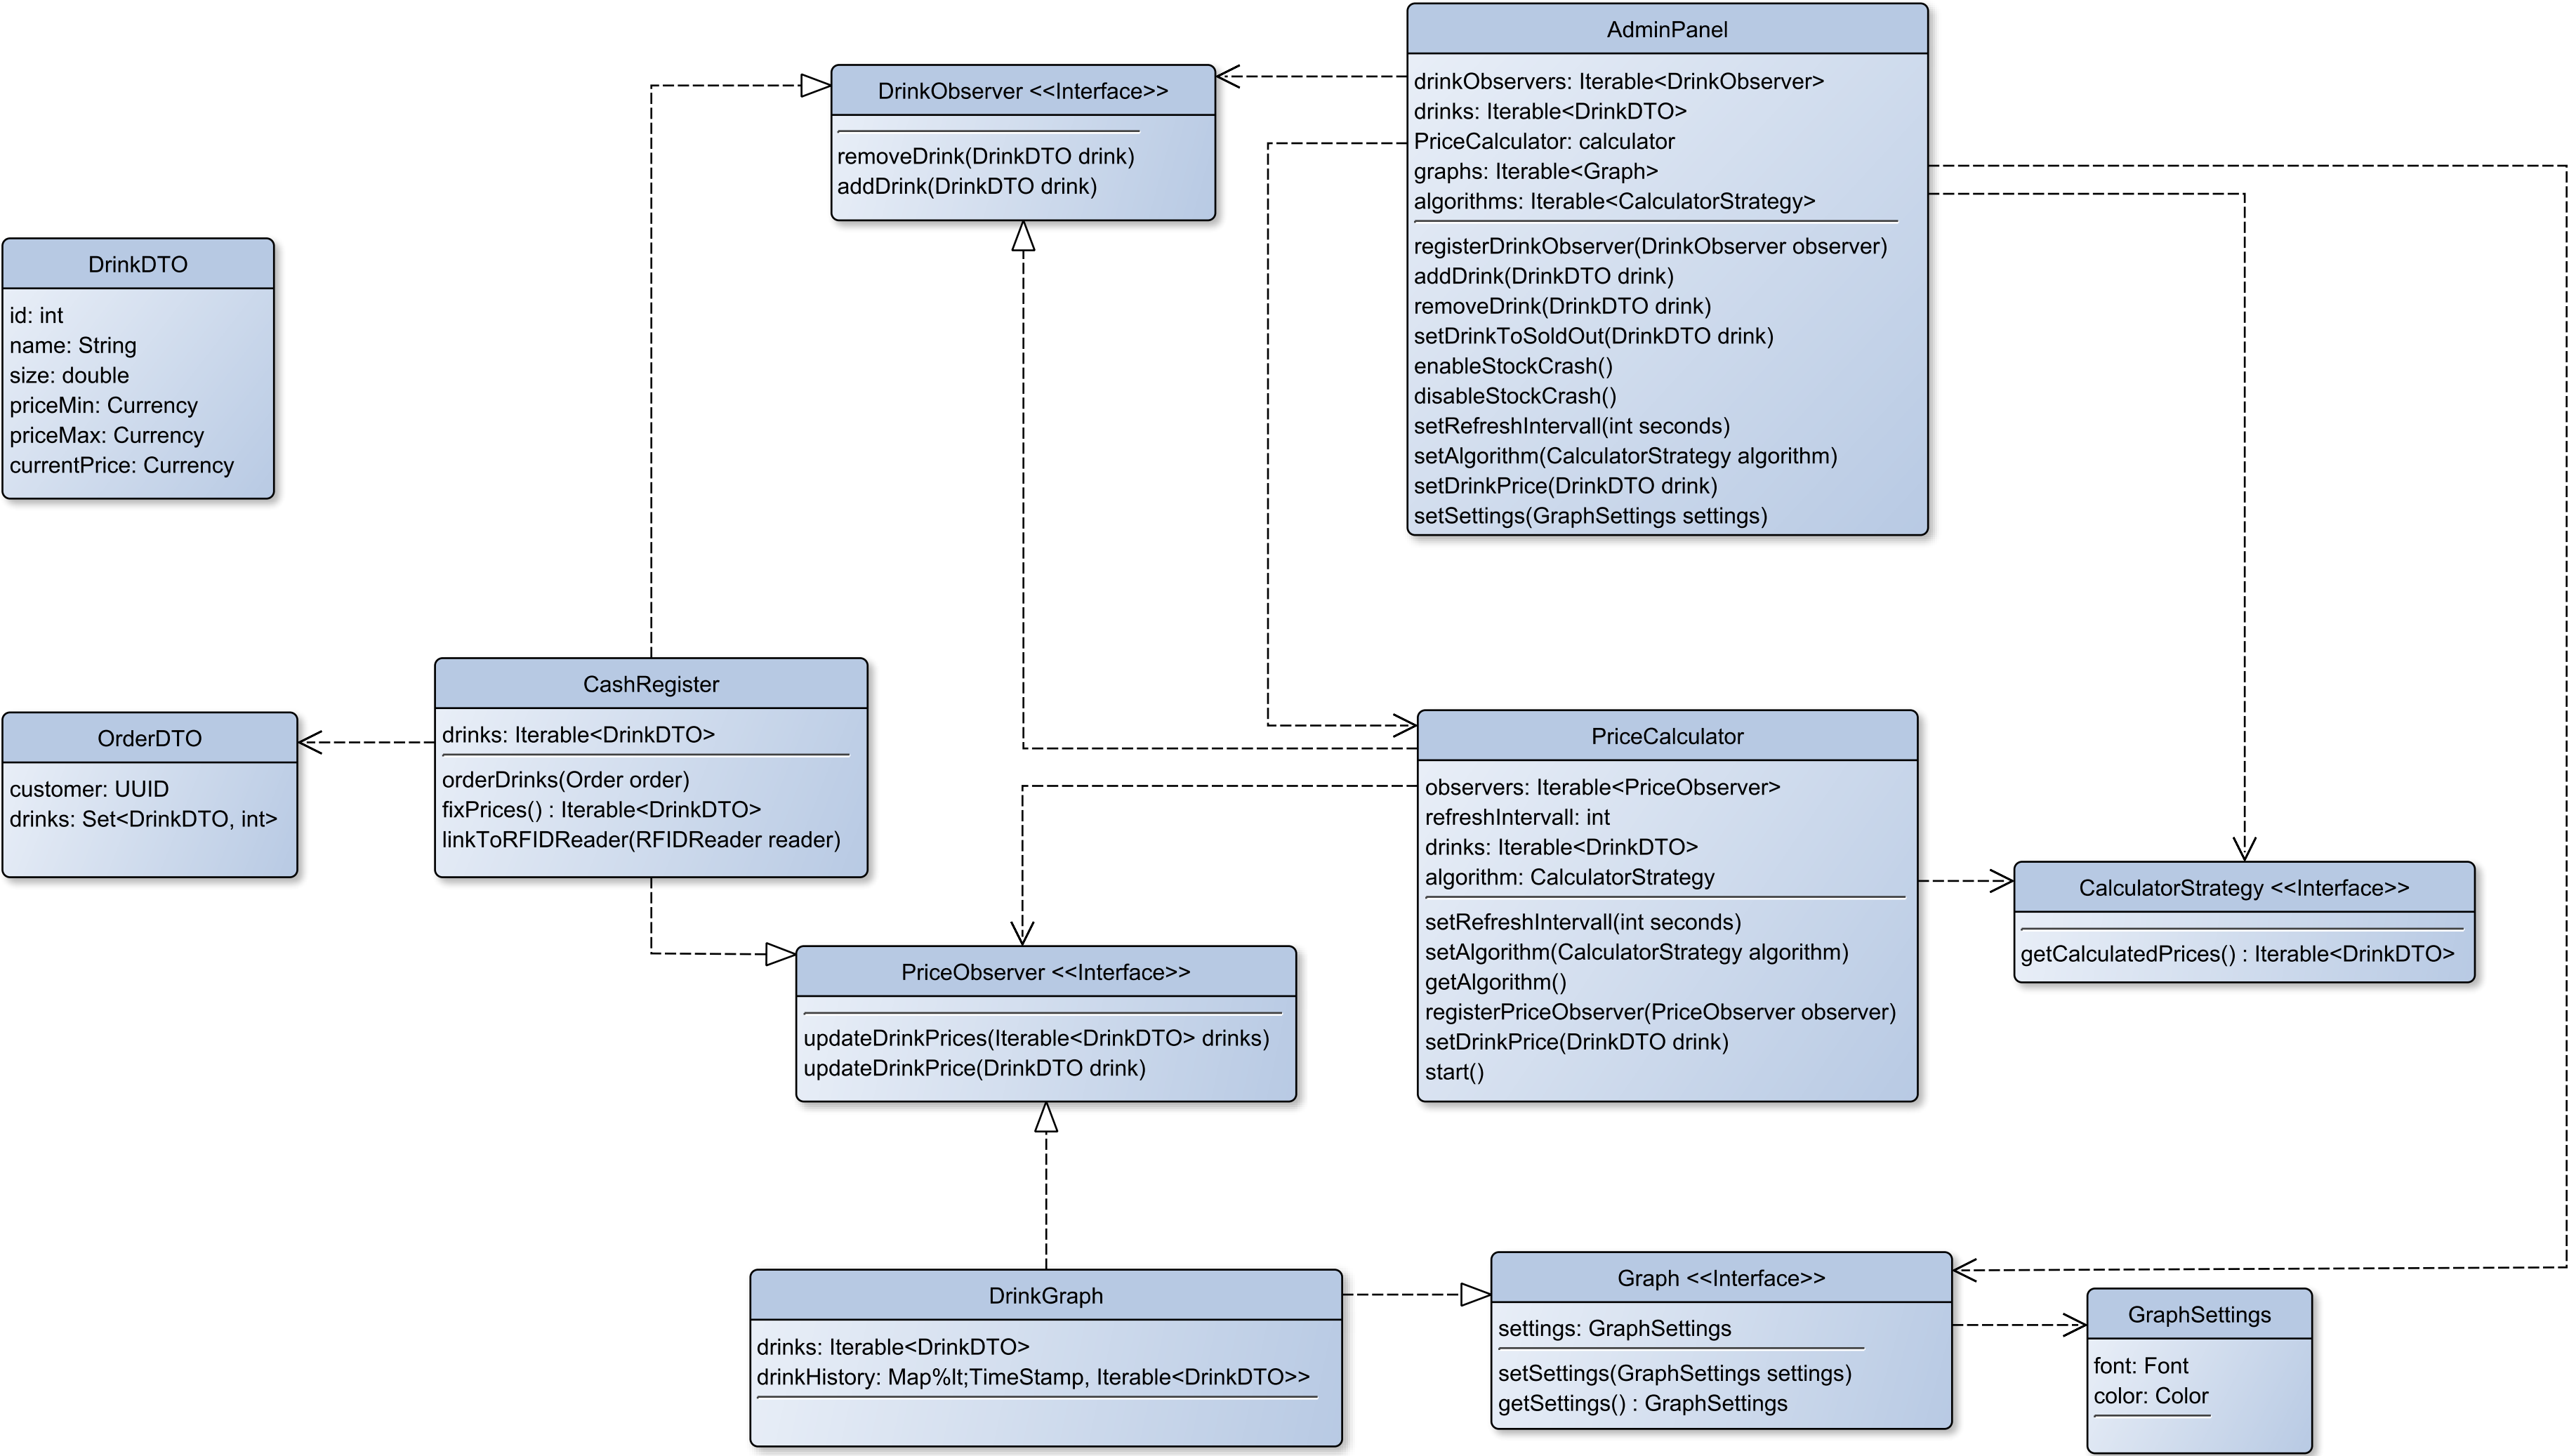 AdminPanel
drinkObservers: Iterable<DrinkObserver>
drinks: Iterable<DrinkDTO>
PriceCalculator: calculator
graphs: Iterable<Graph>
algorithms: Iterable<CalculatorStrategy>
registerDrinkObserver(DrinkObserver observer)
addDrink(DrinkDTO drink)
removeDrink(DrinkDTO drink)
setDrinkToSoldOut(DrinkDTO drink)
enableStockCrash()
disableStockCrash()
setRefreshIntervall(int seconds)
setAlgorithm(CalculatorStrategy algorithm)
setDrinkPrice(DrinkDTO drink)
setSettings(GraphSettings settings)
DrinkObserver <<Interface>>
removeDrink(DrinkDTO drink)
addDrink(DrinkDTO drink)
DrinkDTO
id: int
name: String
size: double
priceMin: Currency
priceMax: Currency
currentPrice: Currency
CashRegister
drinks: Iterable<DrinkDTO>
orderDrinks(Order order)
fixPrices() : Iterable<DrinkDTO>
linkToRFIDReader(RFIDReader reader)
OrderDTO
customer: UUID
drinks: Set<DrinkDTO, int>
PriceCalculator
observers: Iterable<PriceObserver>
refreshIntervall: int
drinks: Iterable<DrinkDTO>
algorithm: CalculatorStrategy
setRefreshIntervall(int seconds)
setAlgorithm(CalculatorStrategy algorithm)
getAlgorithm()
registerPriceObserver(PriceObserver observer)
setDrinkPrice(DrinkDTO drink)
start()
CalculatorStrategy <<Interface>>
getCalculatedPrices() : Iterable<DrinkDTO>
PriceObserver <<Interface>>
updateDrinkPrices(Iterable<DrinkDTO> drinks)
updateDrinkPrice(DrinkDTO drink)
DrinkGraph
drinks: Iterable<DrinkDTO>
drinkHistory: Map%lt;TimeStamp, Iterable<DrinkDTO>>
Graph <<Interface>>
settings: GraphSettings
setSettings(GraphSettings settings)
getSettings() : GraphSettings
GraphSettings
font: Font
color: Color